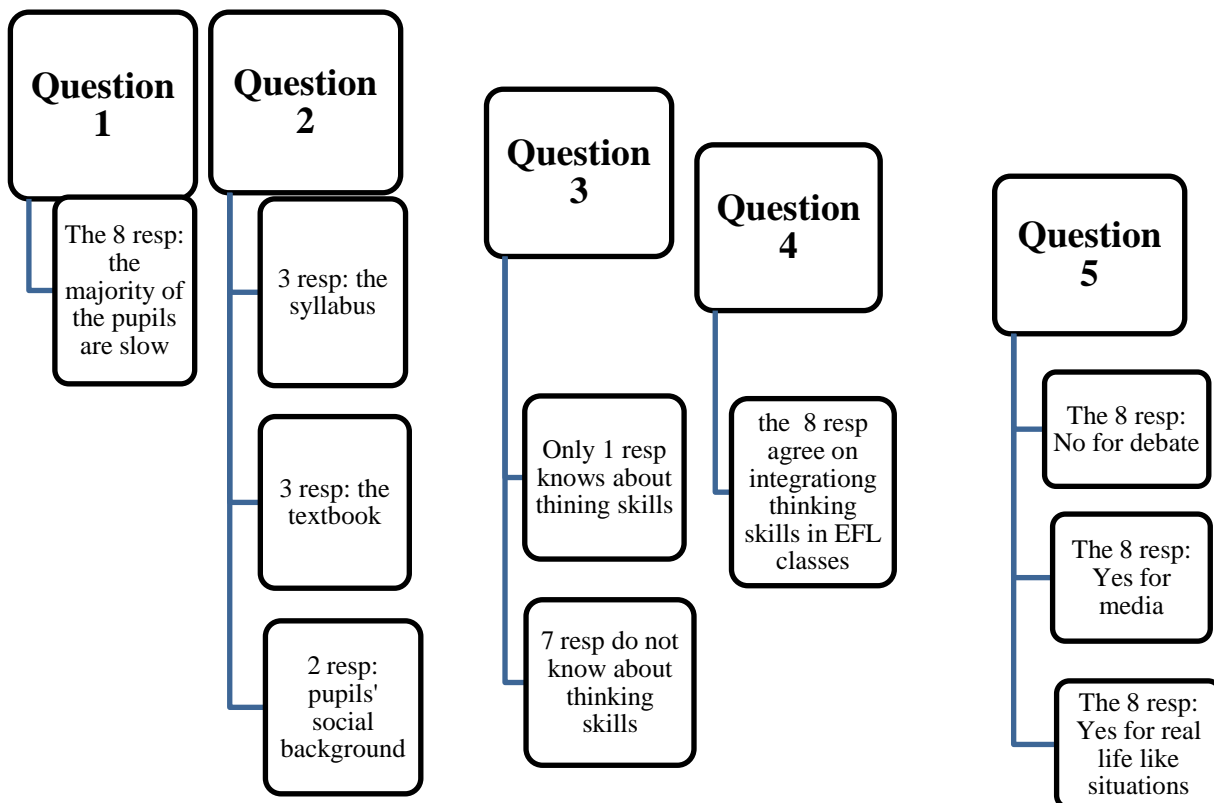 Question
1
The 8 resp:
the
majority of
the pupils
are slow
Question
2
3 resp: the
syllabus
3 resp: the
textbook
2 resp:
pupils'
social
background
Question
3
Only 1 resp
knows about
thining skills
7 resp do not
know about
thinking
skills
Question
4
the 8 resp
agree on
integrationg
thinking
skills in EFL
classes
Question
5
The 8 resp:
No for debate
The 8 resp:
Yes for
media
The 8 resp:
Yes for real
life like
situations